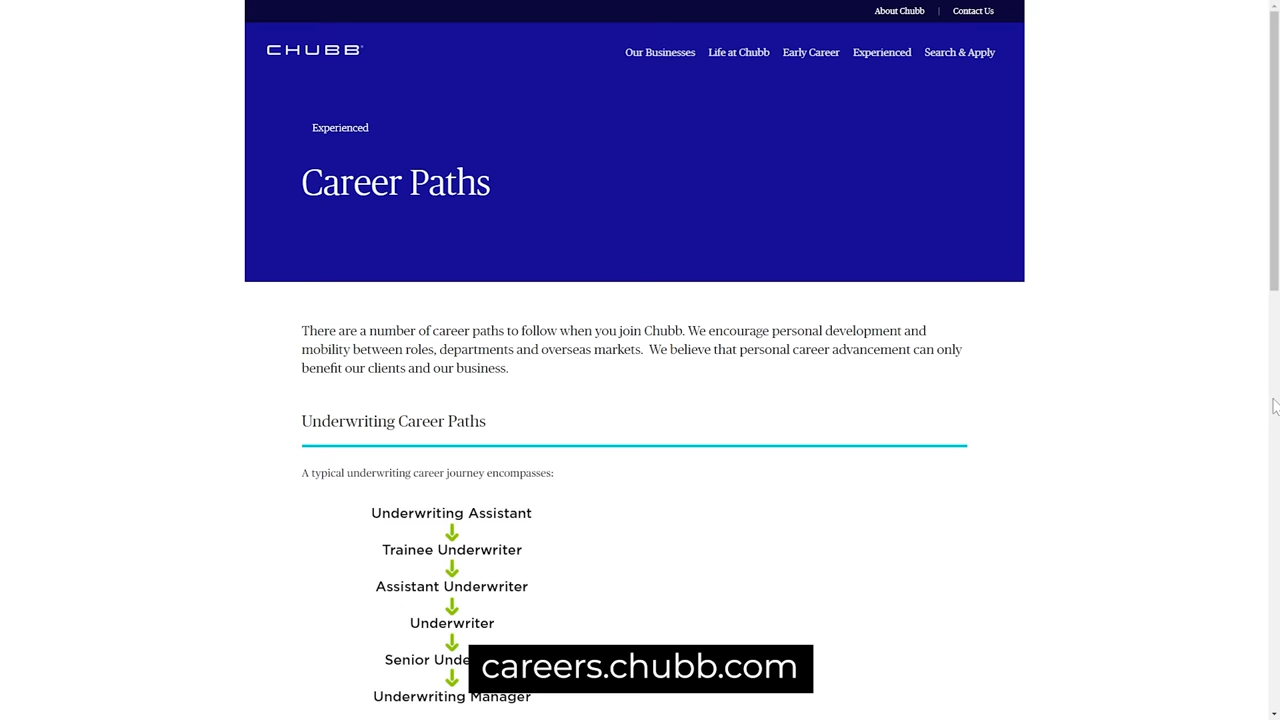 About Chubb | Contact Us
CHUBB®
Our Businesses Life at Chubb Early Career Experienced Search & Apply
Experienced
Career Paths
There are a number of career paths to follow when you join Chubb. We encourage personal development and
mobility between roles, departments and overseas markets. We believe that personal career advancement can only
benefit our clients and our business.
Underwriting Career Paths
A typical underwriting career journey encompasses:
Underwriting Assistant
Trainee Underwriter
Assistant Underwriter
Underwriter
Senior Unde
careers.chubb.com
Underwriting Manager